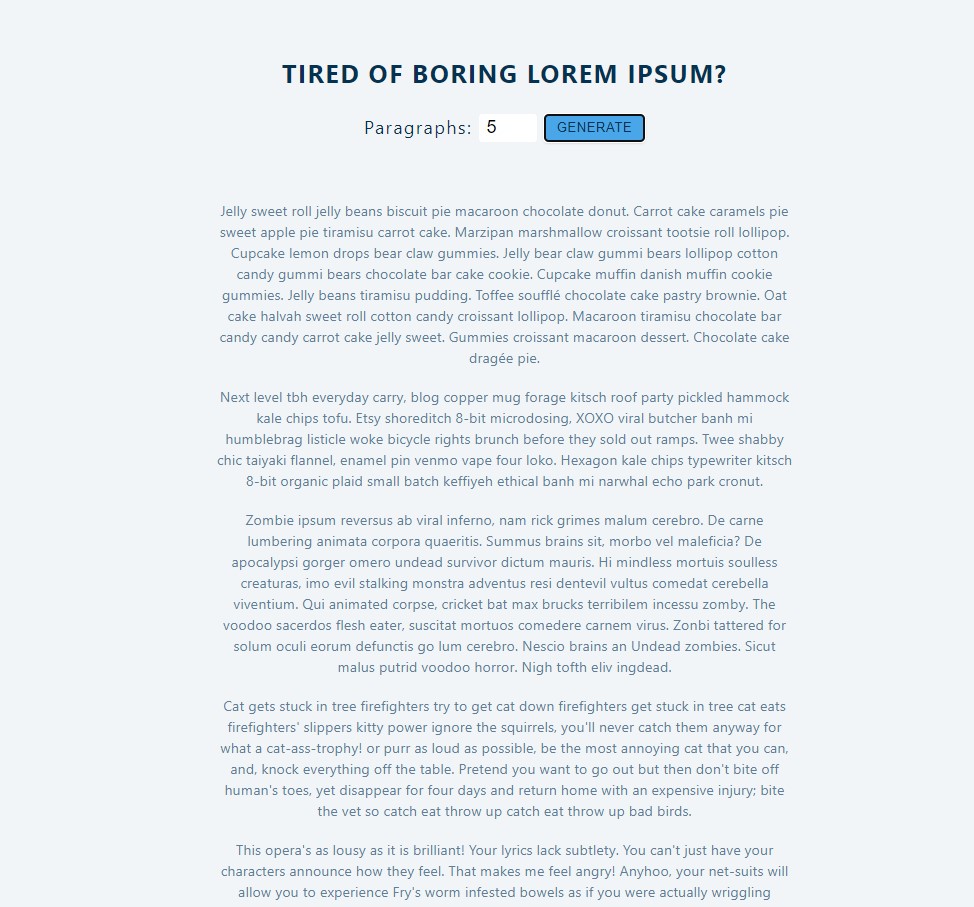 TIRED OF BORING LOREM IPSUM?
Paragraphs: 5 GENERATE
Jelly sweet roll jelly beans biscuit pie macaroon chocolate donut. Carrot cake caramels pie
sweet apple pie tiramisu carrot cake. Marzipan marshmallow croissant tootsie roll lollipop.
Cupcake lemon drops bear claw gummies. Jelly bear claw gummi bears lollipop cotton
candy gummi bears chocolate bar cake cookie. Cupcake muffin danish muffin cookie
gummies. Jelly beans tiramisu pudding. Toffee soufflé chocolate cake pastry brownie. Oat
cake halvah sweet roll cotton candy croissant lollipop. Macaroon tiramisu chocolate bar
candy candy carrot cake jelly sweet. Gummies croissant macaroon dessert. Chocolate cake
dragée pie.
Next level tbh everyday carry, blog copper mug forage kitsch roof party pickled hammock
kale chips tofu. Etsy shoreditch 8-bit microdosing, XOXO viral butcher banh mi
humblebrag listicle woke bicycle rights brunch before they sold out ramps. Twee shabby
chic taiyaki flannel, enamel pin venmo vape four loko. Hexagon kale chips typewriter kitsch
8-bit organic plaid small batch keffiyeh ethical banh mi narwhal echo park cronut.
Zombie ipsum reversus ab viral inferno, nam rick grimes malum cerebro. De carne
lumbering animata corpora quaeritis. Summus brains sit, morbo vel maleficia? De
apocalypsi gorger omero undead survivor dictum mauris. Hi mindless mortuis soulless
creaturas, imo evil stalking monstra adventus resi dentevil vultus comedat cerebella
viventium. Qui animated corpse, cricket bat max brucks terribilem incessu zomby. The
voodoo sacerdos flesh eater, suscitat mortuos comedere carnem virus. Zonbi tattered for
solum oculi eorum defunctis go lum cerebro. Nescio brains an Undead zombies. Sicut
malus putrid voodoo horror. Nigh tofth eliv ingdead.
Cat gets stuck in tree firefighters try to get cat down firefighters get stuck in tree cat eats
firefighters' slippers kitty power ignore the squirrels, you'll never catch them anyway for
what a cat-ass-trophy! or purr as loud as possible, be the most annoying cat that you can,
and, knock everything off the table. Pretend you want to go out but then don't bite off
human's toes, yet disappear for four days and return home with an expensive injury; bite
the vet so catch eat throw up catch eat throw up bad birds.
This opera's as lousy as it is brilliant! Your lyrics lack subtlety. You can't just have your
characters announce how they feel. That makes me feel angry! Anyhoo, your net-suits will
allow you to experience Fry's worm infested bowels as if you were actually wriggling